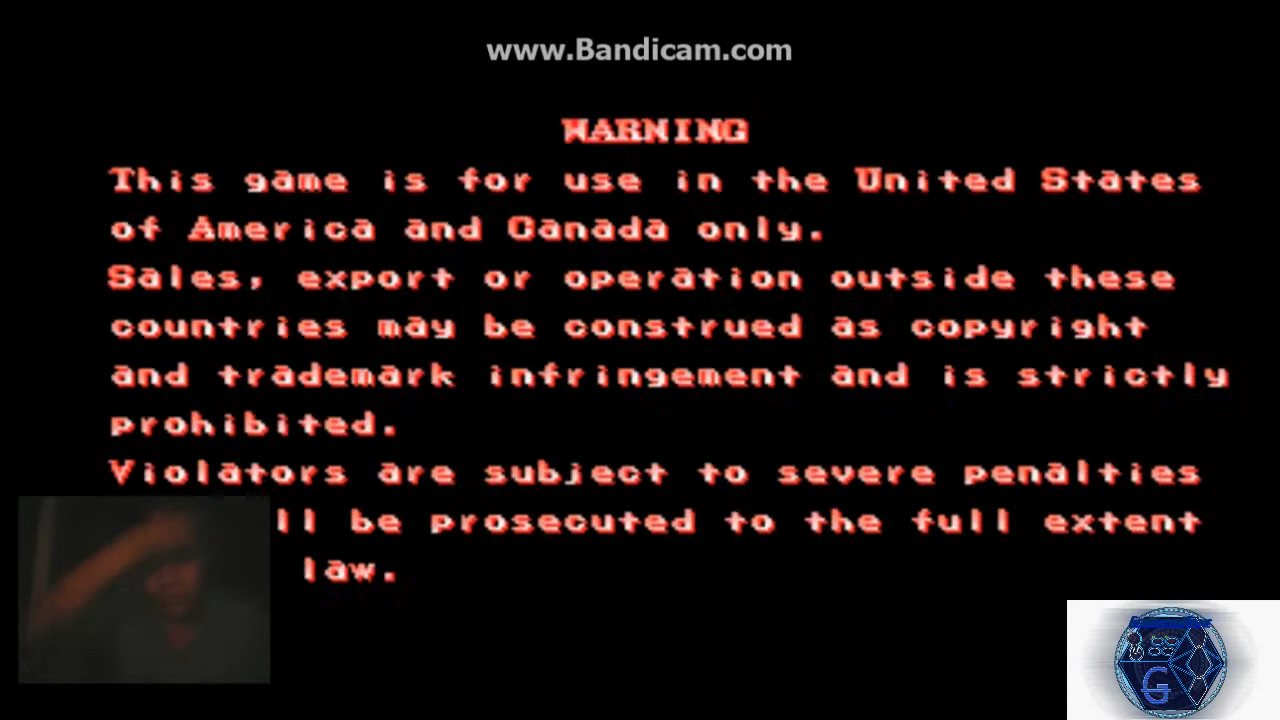 www.Bandicam.com
WARNING
This game is for use in the United States
of America and Canada only.
Sales, export or operation outside these
countries may be construed as copyright
and trademark infringement and is strictly
prohibited.
Violators are subject to severe penalties
ll be prosecuted to the full extent
law.
G